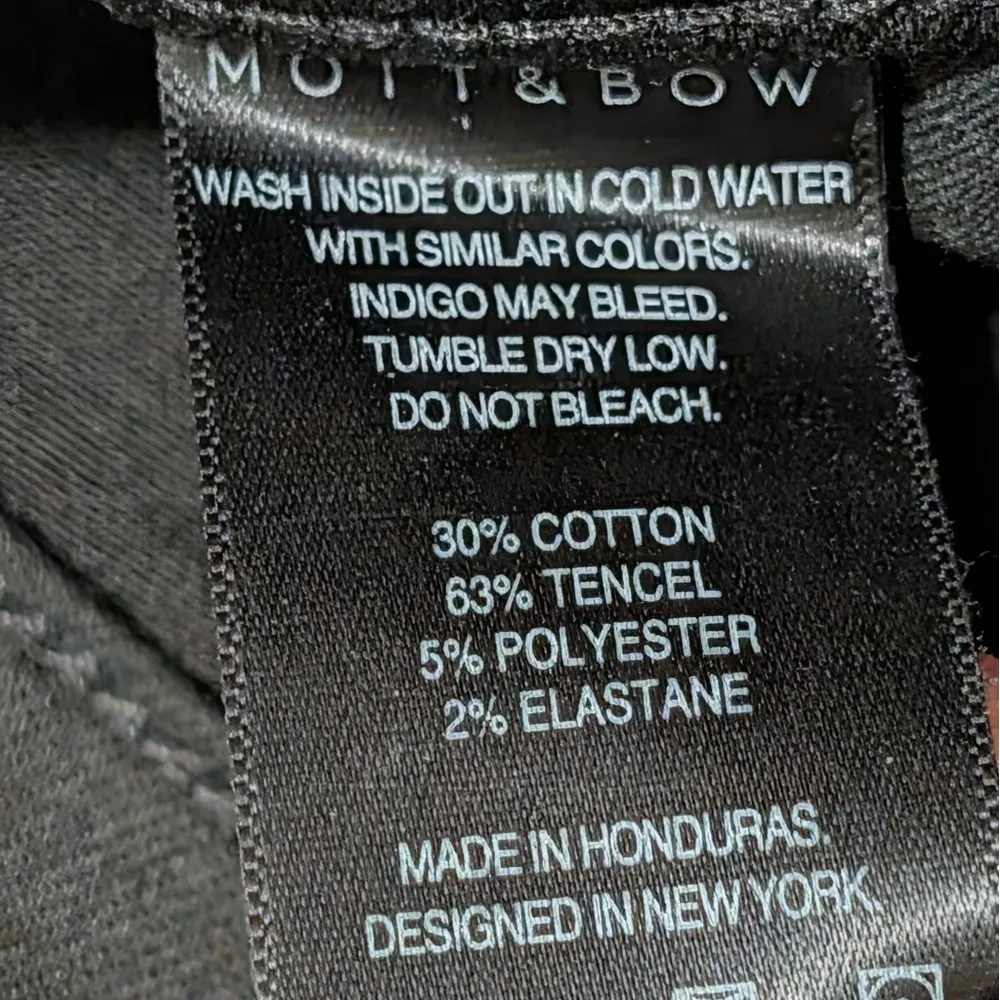 MOTT & BOW
WASH INSIDE OUT IN COLD WATER
WITH SIMILAR COLORS.
INDIGO MAY BLEED.
TUMBLE DRY LOW.
DO NOT BLEACH.
30% COTTON
63% TENCEL
5% POLYESTER
2% ELASTANE
MADE IN HONDURAS.
DESIGNED IN NEW YORK